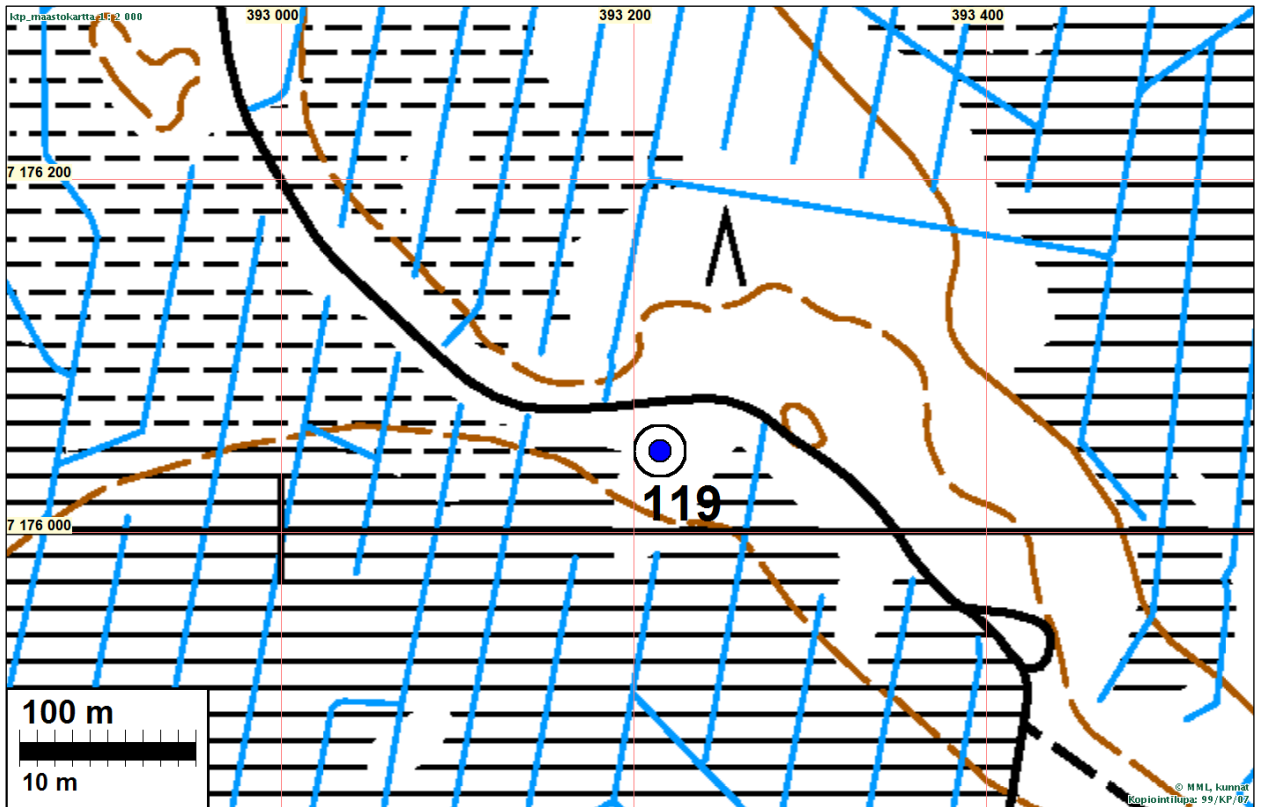 ktp_maastokartta 1 : 2 000
393 000
393 200
393 400
7 176 200
119
7 176 000
100 m
10 m
© MML, kunnat
Kopiointilupa: 99/KP/07